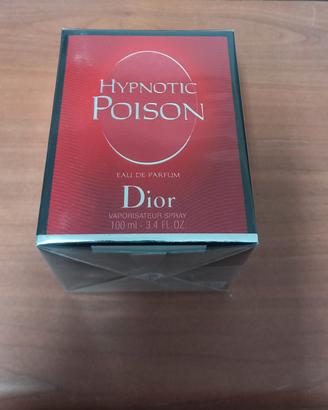 HYPNOTIC
POISON
EAU DE PARFUM
Dior
VAPORISATEUR SPRAY
100 ml - 3.4 FL.OZ